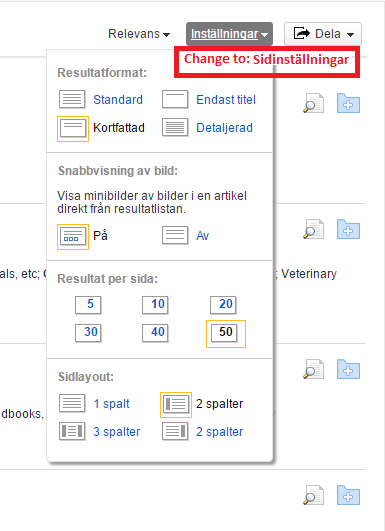 Relevans Inställningar Dela
Change to: Sidinställningar
Resultatformat:
Standard Endast titel
Kortfattad Detaljerad
Snabbvisning av bild:
Visa minibilder av bilder i en artikel
direkt från resultatlistan.
På Av
als, etc; ; Veterinary
Resultat per sida:
5 10 20
30 40 50
Sidlayout:
1 spalt 2 spalter
dbooks,
3 spalter 2 spalter